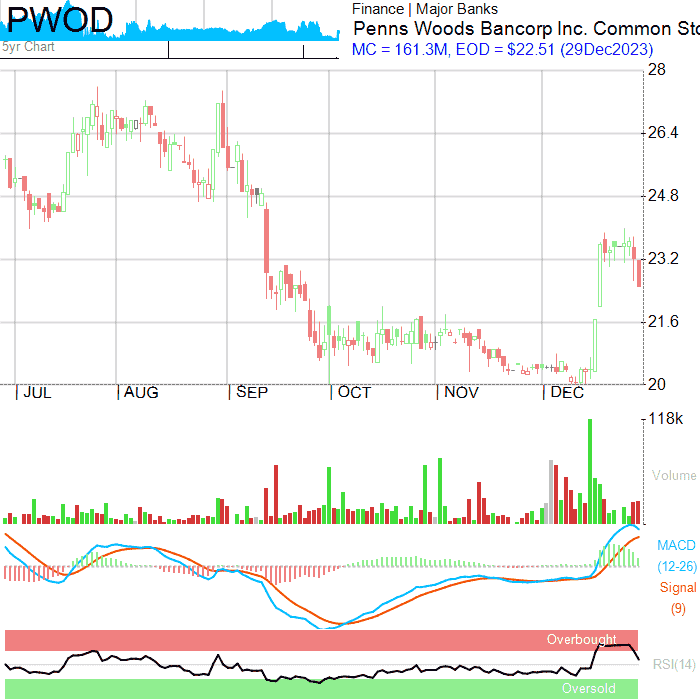 PWOD
5yr Chart
Finance | Major Banks
Penns Woods Bancorp Inc. Common Sto
MC = 161.3M, EOD = $22.51 (29Dec2023)
28
26.4
24.8
23.2
21.6
20
JUL AUG SEP OCT NOV DEC
118k
Volume
MACD
(12-26)
Signal
(9)
Overbought
RSI(14)
Oversold